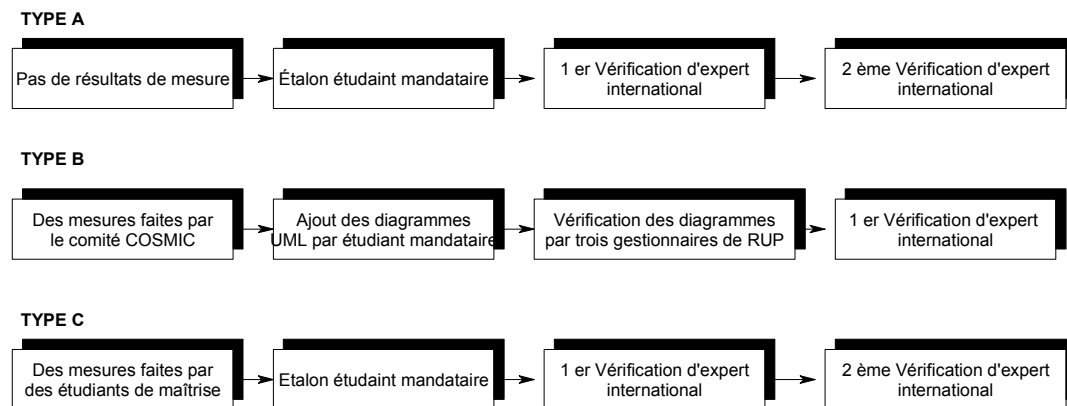 TYPE A
Pas de résultats de mesure
Étalon étudaint mandataire
1 er Vérification d'expert
international
2 ème Vérification d'expert
international
TYPE B
Des mesures faites par
le comité COSMIC
Ajout des diagrammes
UML par étudiant mandataire
Vérification des diagrammes
par trois gestionnaires de RUP
1 er Vérification d'expert
international
TYPE C
Des mesures faites par
des étudiants de maîtrise
Etalon étudaint mandataire
1 er Vérification d'expert
international
2 ème Vérification d'expert
international